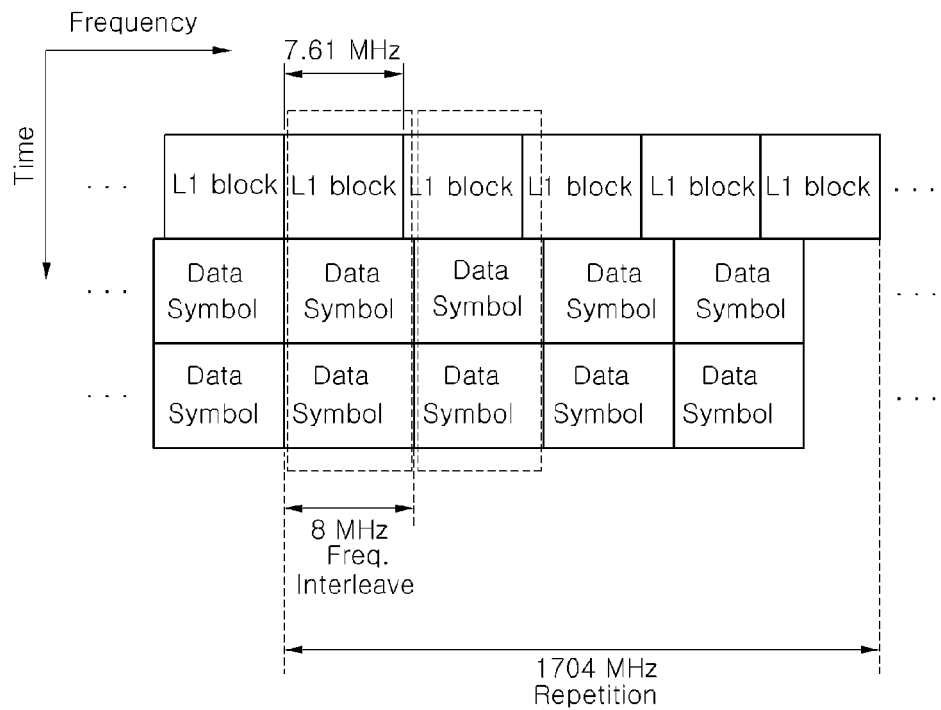 Frequency
7.61 MHz
Time
. . . L1 block L1 block L1 block L1 block L1 block L1 block . . .
. . . Data Symbol Data Symbol Data Symbol Data Symbol Data Symbol . . .
. . . Data Symbol Data Symbol Data Symbol Data Symbol Data Symbol . . .
8 MHz
Freq.
Interleave
1704 MHz
Repetition